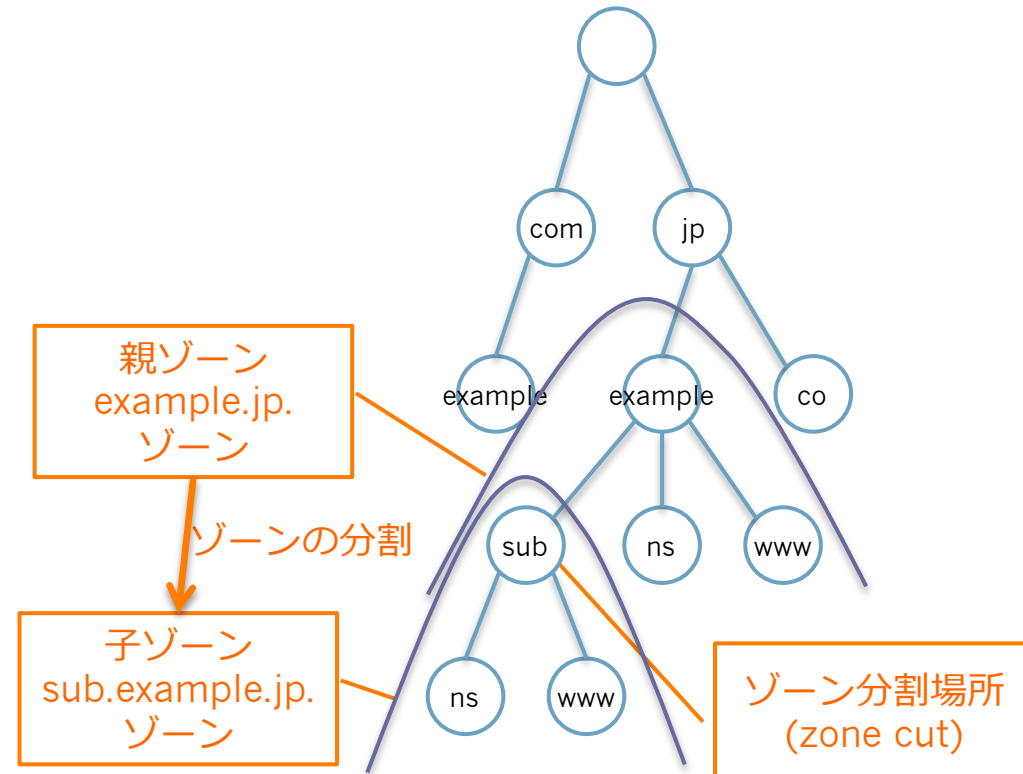 com
jp
親ゾーン
example.jp.
ゾーン
example
example
co
ゾーンの分割
sub
ns
www
子ゾーン
sub.example.jp.
ゾーン
ns
www
ゾーン分割場所
(zone cut)